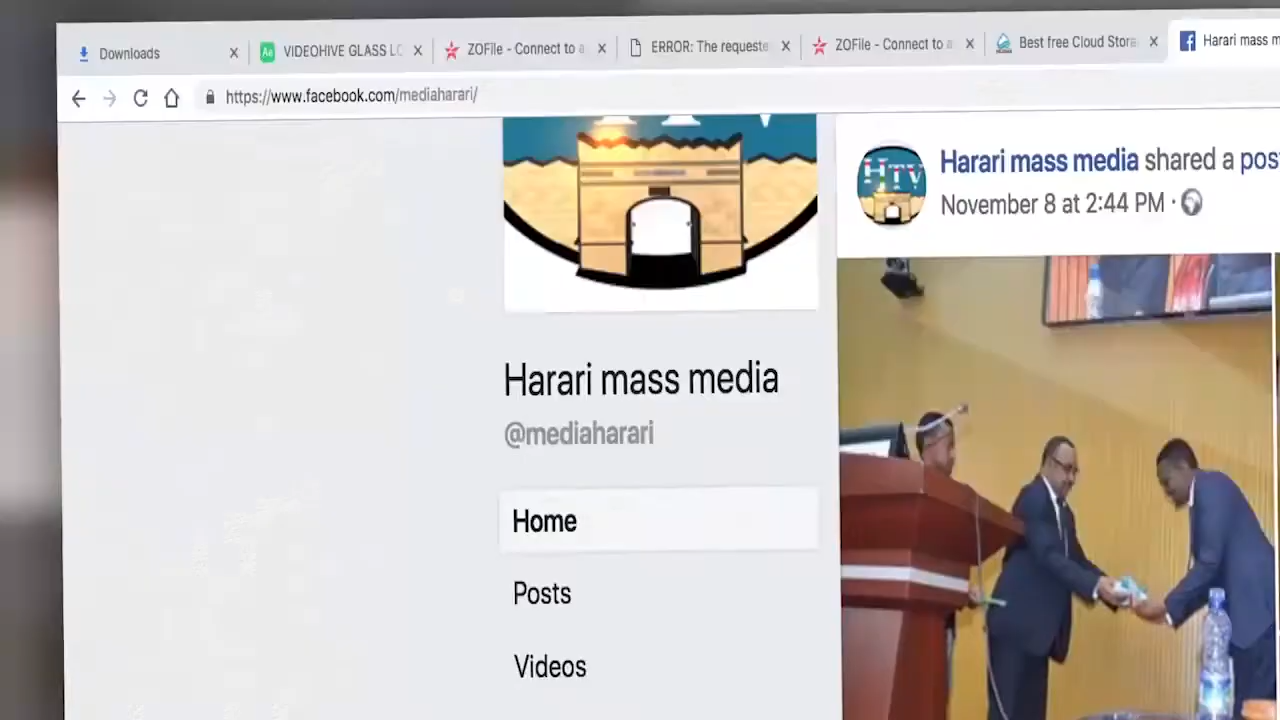 Downloads
VIDEOHIVE GLASS LO
ZOFile - Connect to a
ERROR: The requeste
ZOFile - Connect to a
Best free Cloud Stora
Harari mass m
https://www.facebook.com/mediaharari/
HTV
Harari mass media shared a post
November 8 at 2:44 PM ·
Harari mass media
@mediaharari
Home
Posts
Videos